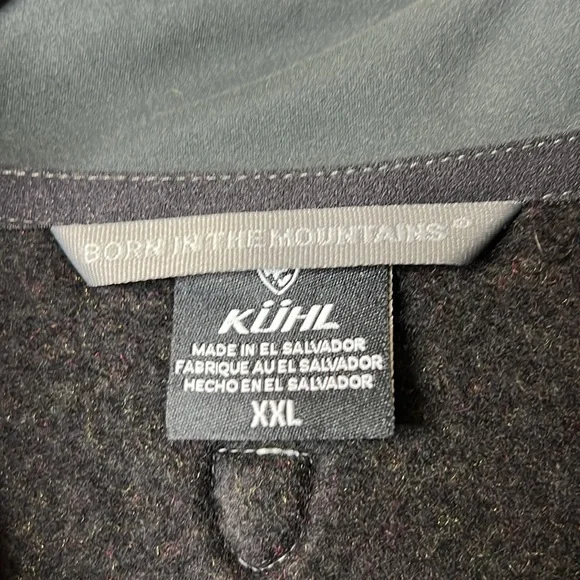 BORN IN THE MOUNTAINS®
KÜHL
MADE IN EL SALVADOR
FABRIQUE AU EL SALVADOR
HECHO EN EL SALVADOR
XXL